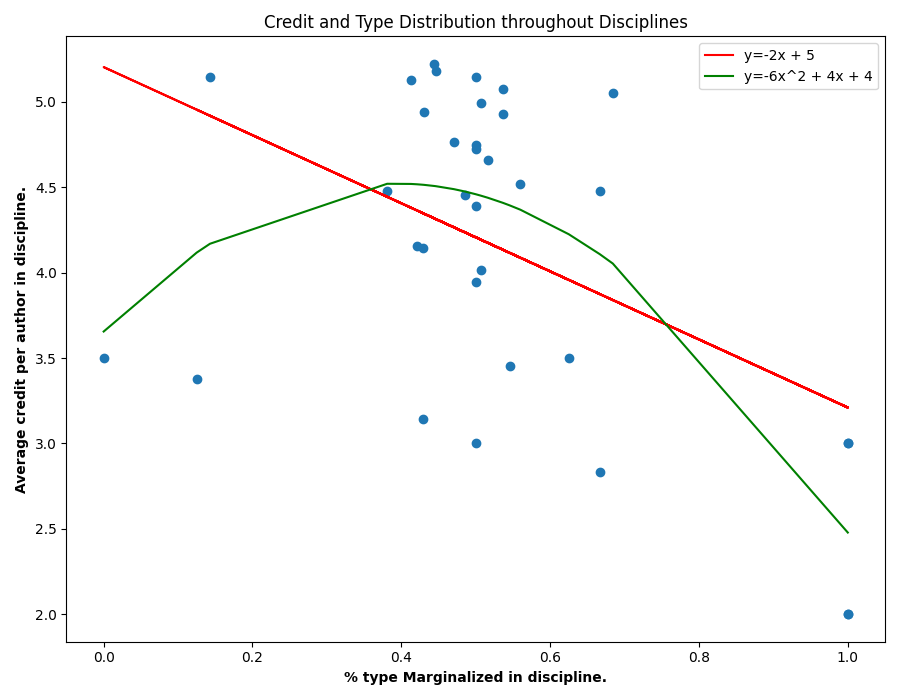 Credit and Type Distribution throughout Disciplines
y=-2x + 5
y=-6x^2 + 4x + 4
Average credit per author in discipline.
5.0
4.5
4.0
3.5
3.0
2.5
2.0
0.0 0.2 0.4 0.6 0.8 1.0
% type Marginalized in discipline.